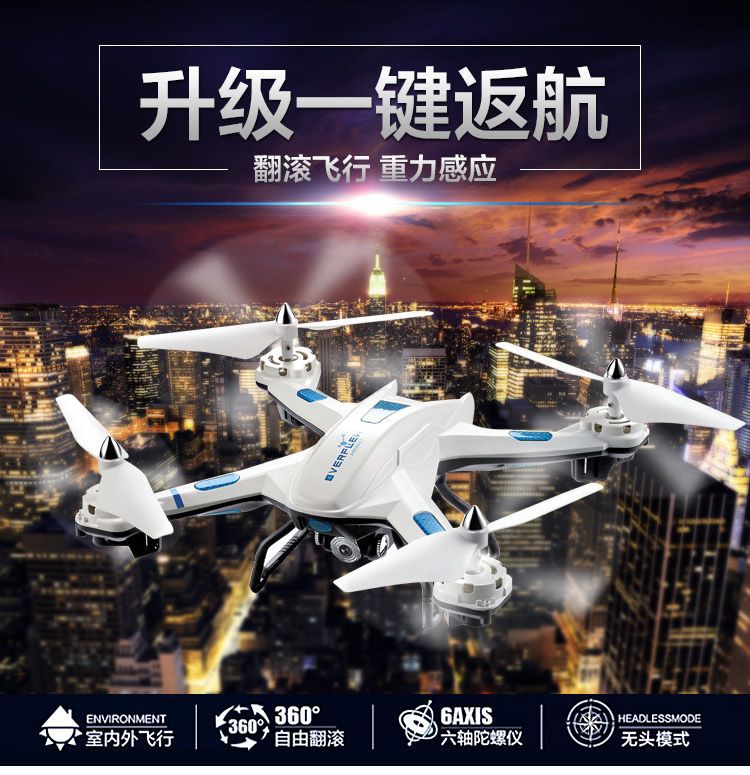 升级一键返航
翻滚飞行 重力感应
OVERFLEX
ENVIRONMENT
室内外飞行
360°
360°
自由翻滚
6AXIS
六轴陀螺仪
HEADLESSMODE
无头模式